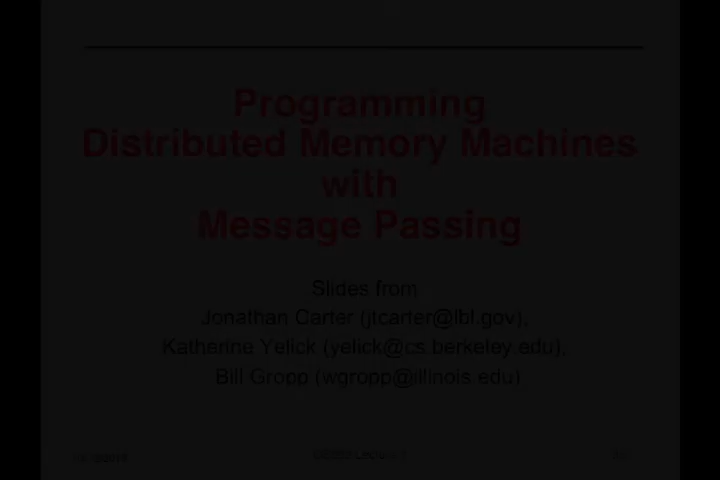 Programming
Distributed Memory Machines
with
Message Passing
Slides from
Jonathan Carter (jtcarter@lbl.gov),
Katherine Yelick (yelick@cs.berkeley.edu),
Bill Gropp (wgropp@illinois.edu)
Lecture